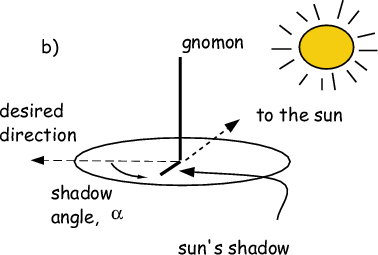 b)
gnomon
desired
direction
to the sun
shadow
angle, α
sun's shadow